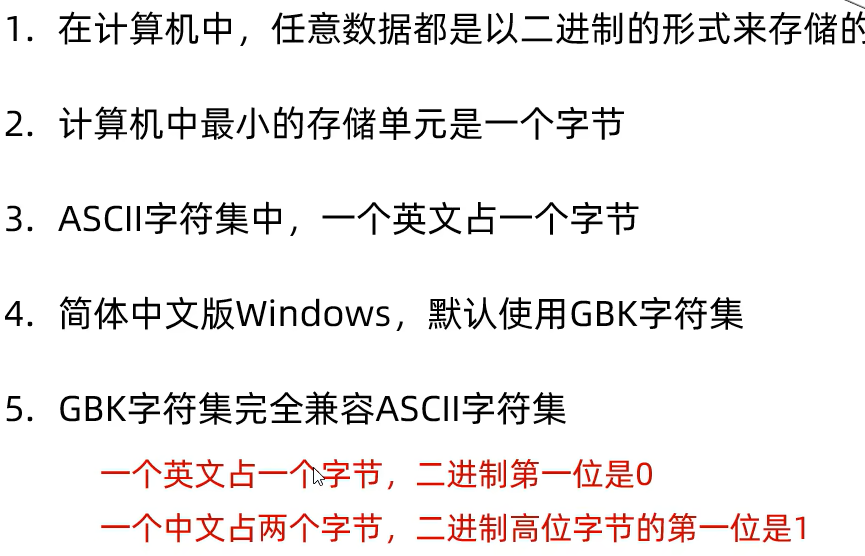 1. 在计算机中，任意数据都是以二进制的形式来存储的
2. 计算机中最小的存储单元是一个字节
3. ASCII字符集中，一个英文占一个字节
4. 简体中文版Windows，默认使用GBK字符集
5. GBK字符集完全兼容ASCII字符集
一个英文占一个字节，二进制第一位是0
一个中文占两个字节，二进制高位字节的第一位是1